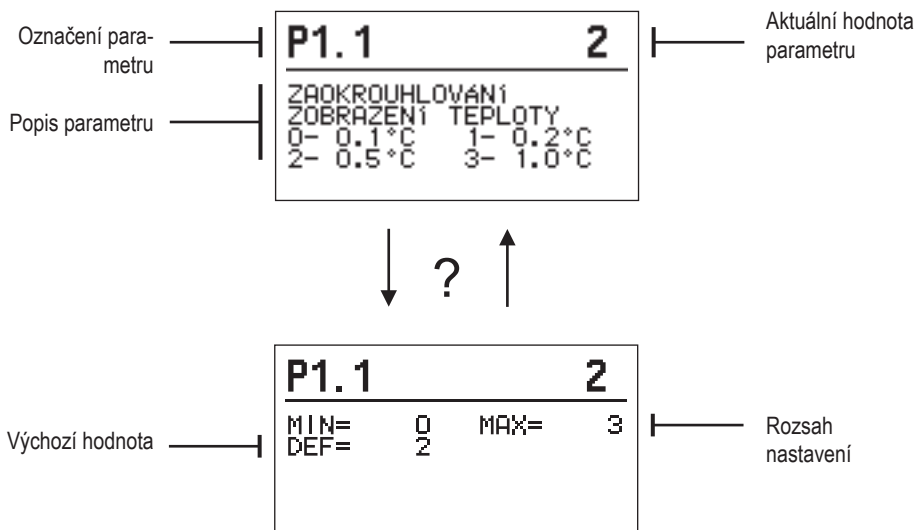 Označení para-
metru
P1.1 2
Aktuální hodnota
parametru
Popis parametru
ZAOKROUHLOVÁNÍ
ZOBRAZENÍ TEPLOTY
0- 0.1°C 1- 0.2°C
2- 0.5°C 3- 1.0°C
?
P1.1 2
Výchozí hodnota
MIN= 0 MAX= 3
DEF= 2
Rozsah
nastavení